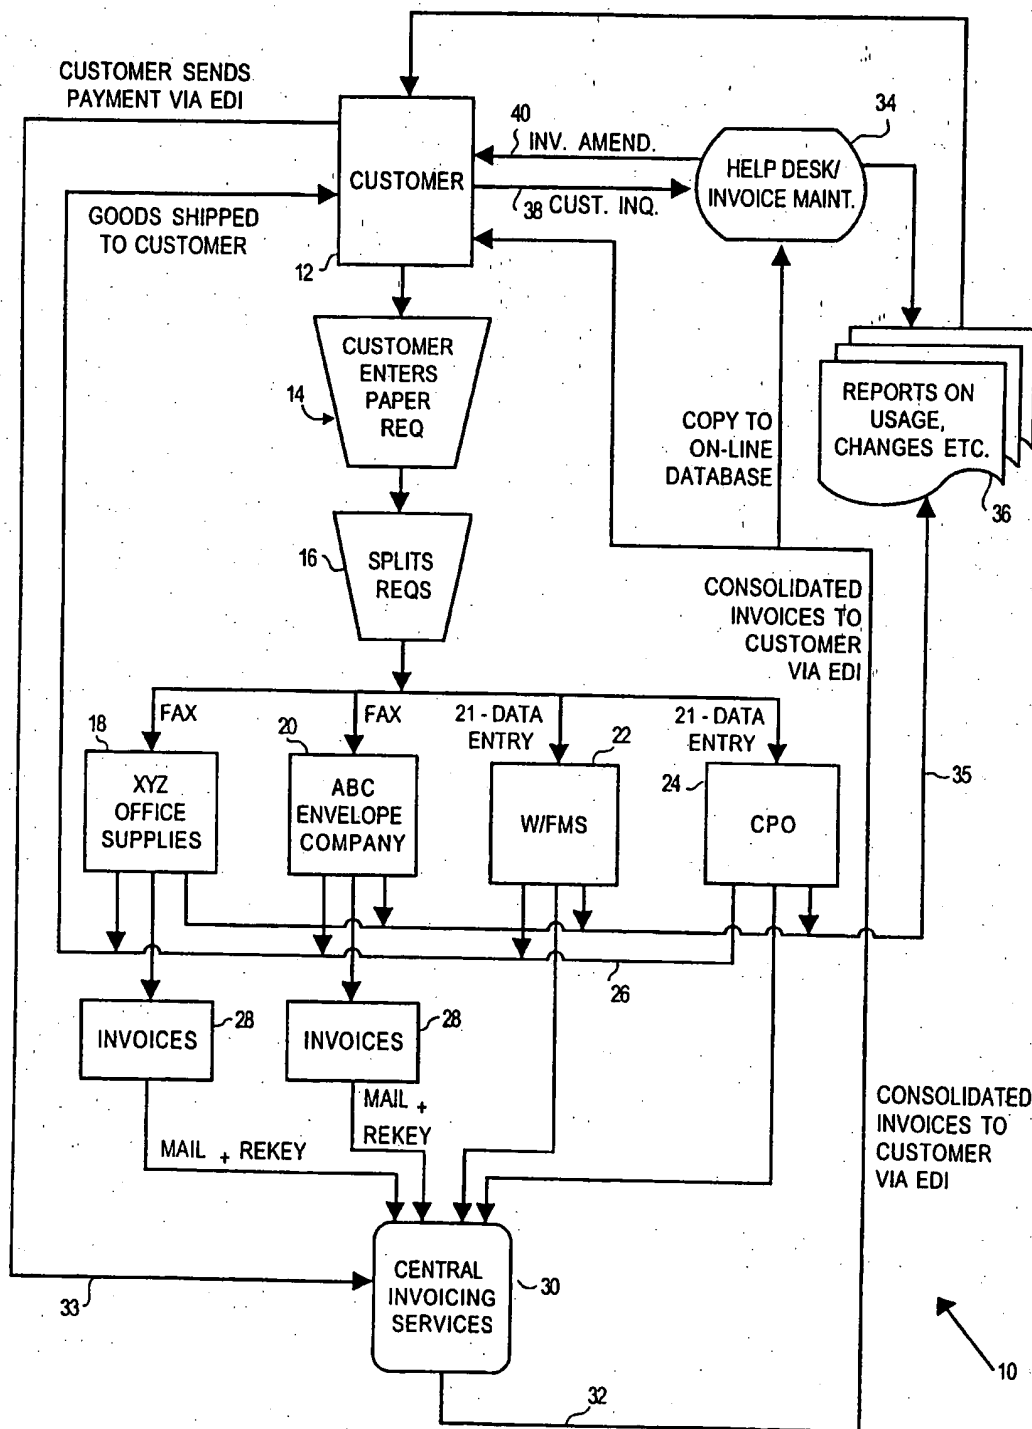 CUSTOMER SENDS
PAYMENT VIA EDI
40
INV. AMEND.
34
HELP DESK/
INVOICE MAINT.
CUSTOMER
38 CUST. INQ.
GOODS SHIPPED
TO CUSTOMER
12
CUSTOMER
ENTERS
PAPER
REQ
14
REPORTS ON
USAGE,
CHANGES ETC.
36
COPY TO
ON-LINE
DATABASE
16
SPLITS
REQS
CONSOLIDATED
INVOICES TO
CUSTOMER
VIA EDI
FAX
FAX
21 - DATA
ENTRY
21 - DATA
ENTRY
18
XYZ
OFFICE
SUPPLIES
20
ABC
ENVELOPE
COMPANY
22
W/FMS
24
CPO
35
26
INVOICES
28
INVOICES
28
MAIL + REKEY
MAIL +
REKEY
CONSOLIDATED
INVOICES TO
CUSTOMER
VIA EDI
CENTRAL
INVOICING
SERVICES
30
33
32
10